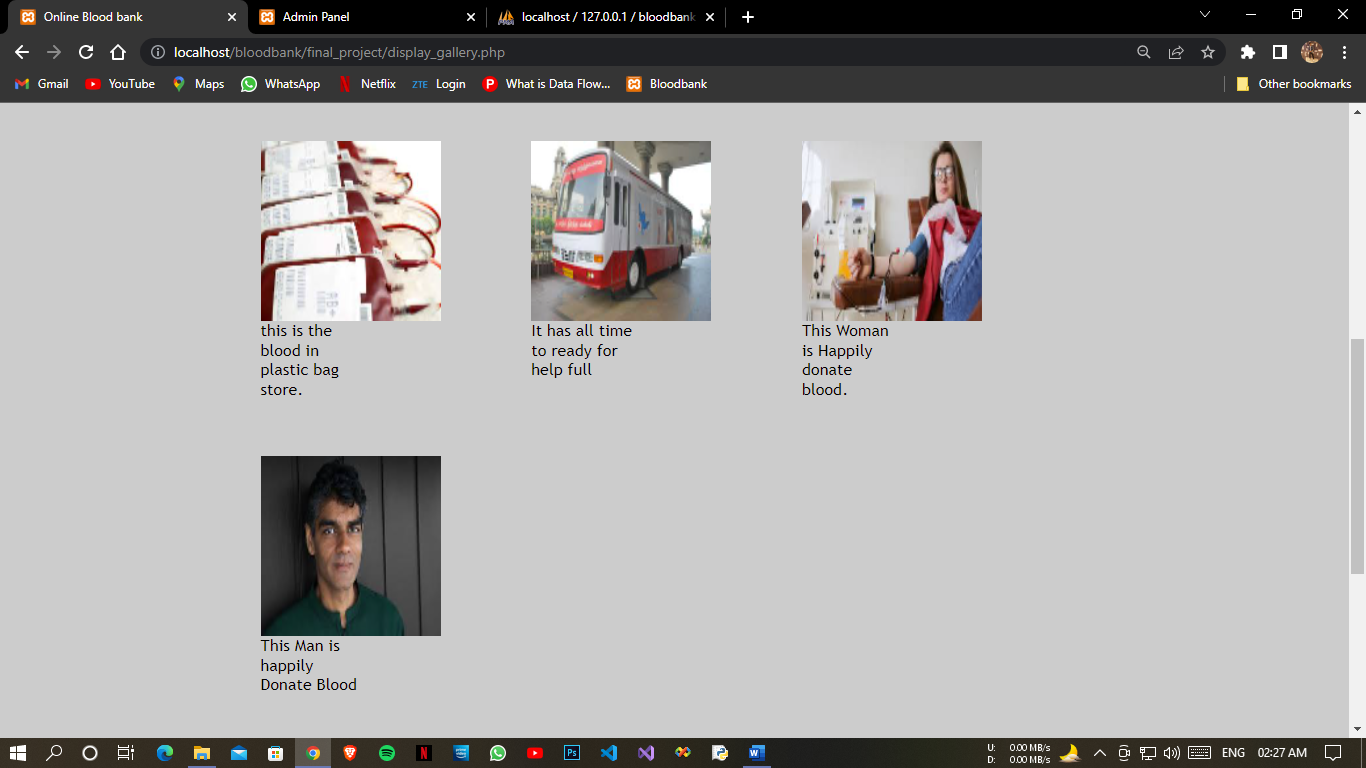 Online Blood bank
Admin Panel
localhost / 127.0.0.1 / bloodbank
localhost/bloodbank/final_project/display_gallery.php
Gmail
YouTube
Maps
WhatsApp
Netflix
ZTE Login
What is Data Flow...
Bloodbank
Other bookmarks
this is the
blood in
plastic bag
store.
It has all time
to ready for
help full
This Woman
is Happily
donate
blood.
This Man is
happily
Donate Blood
U: 0.00 MB/s
D: 0.00 MB/s
ENG
02:27 AM